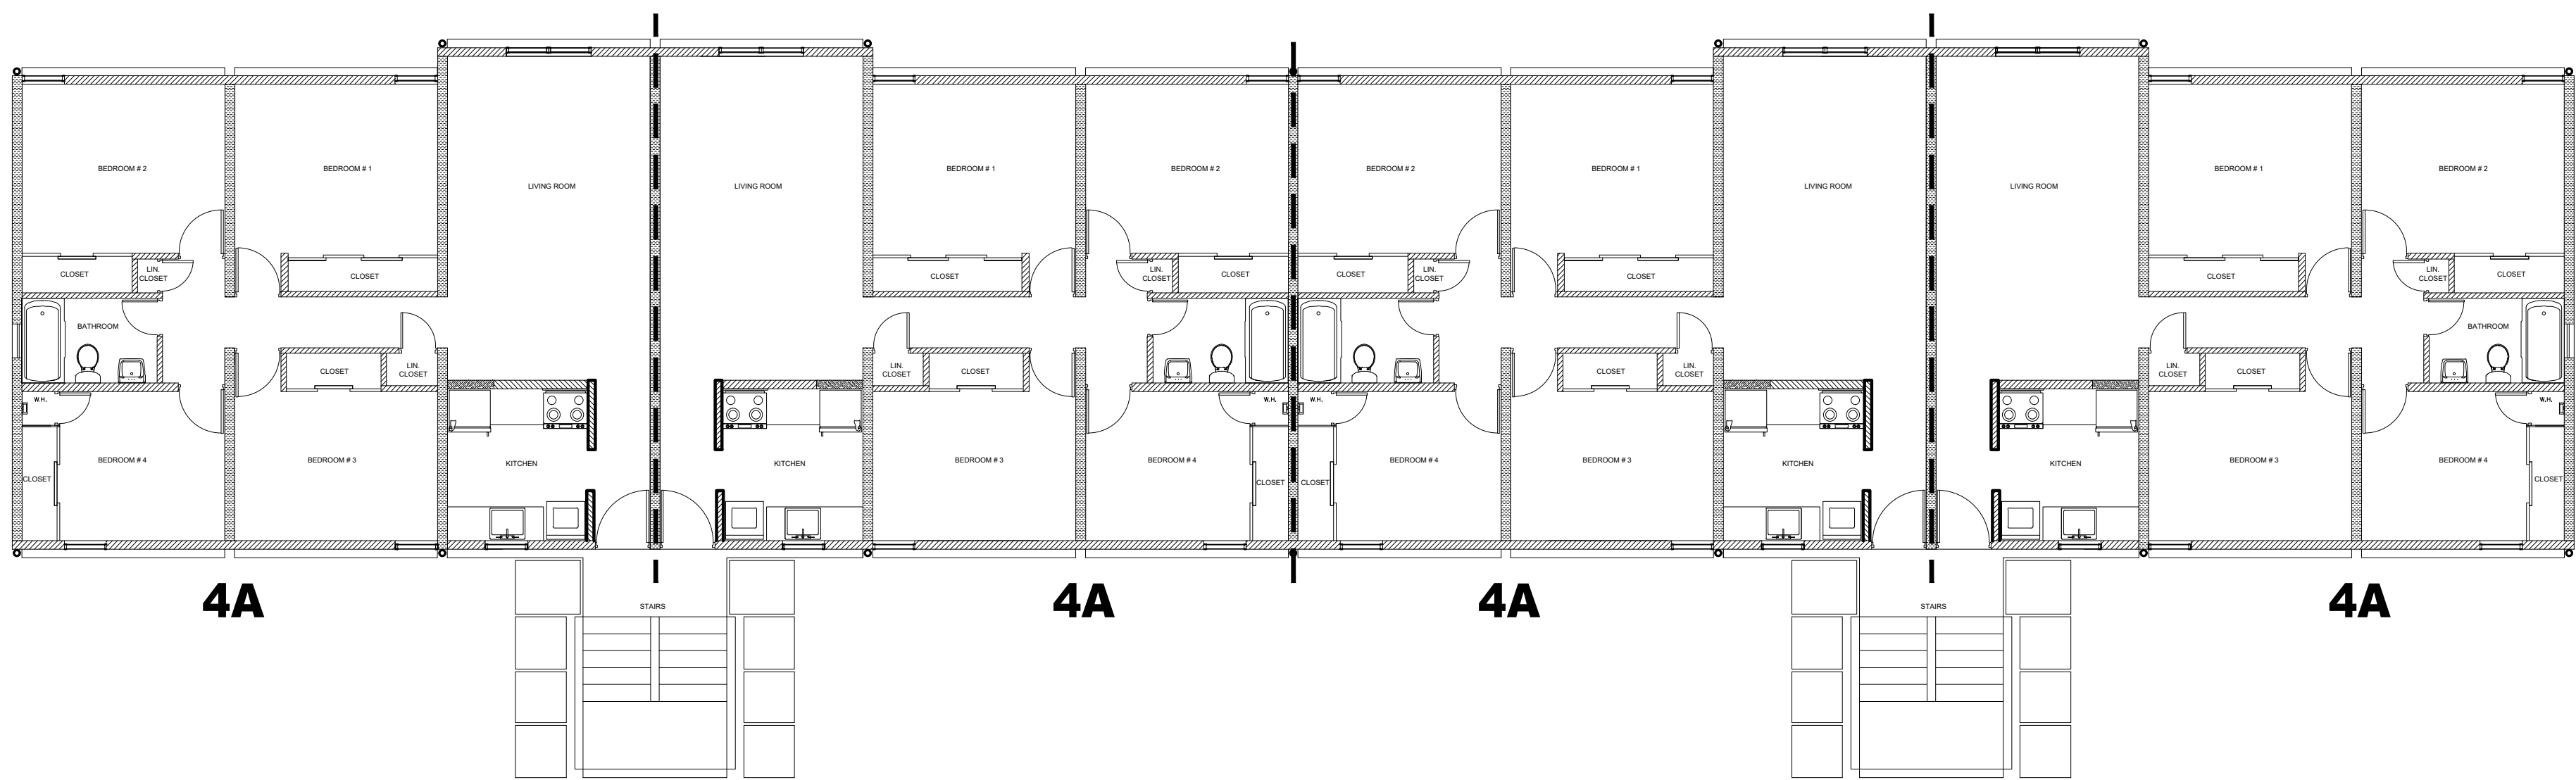 BEDROOM # 2
BEDROOM # 1
LIVING ROOM
LIVING ROOM
BEDROOM # 1
BEDROOM # 2
BEDROOM # 2
BEDROOM # 1
LIVING ROOM
LIVING ROOM
BEDROOM # 1
BEDROOM # 2
CLOSET
LIN.
CLOSET
CLOSET
CLOSET
LIN.
CLOSET
CLOSET
CLOSET
LIN.
CLOSET
CLOSET
CLOSET
LIN.
CLOSET
CLOSET
BATHROOM
BATHROOM
CLOSET
LIN.
CLOSET
LIN.
CLOSET
CLOSET
CLOSET
LIN.
CLOSET
LIN.
CLOSET
CLOSET
W.H.
W.H.
W.H.
W.H.
BEDROOM # 4
BEDROOM # 3
KITCHEN
KITCHEN
BEDROOM # 3
BEDROOM # 4
BEDROOM # 4
BEDROOM # 3
KITCHEN
KITCHEN
BEDROOM # 3
BEDROOM # 4
CLOSET
CLOSET
CLOSET
CLOSET
4A
4A
4A
4A
STAIRS
STAIRS